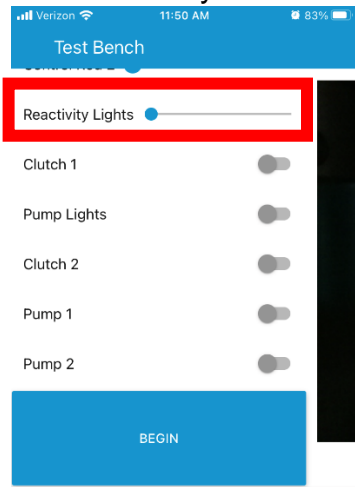 Verizon 11:50 AM 83%
Test Bench
Reactivity Lights
Clutch 1
Pump Lights
Clutch 2
Pump 1
Pump 2
BEGIN